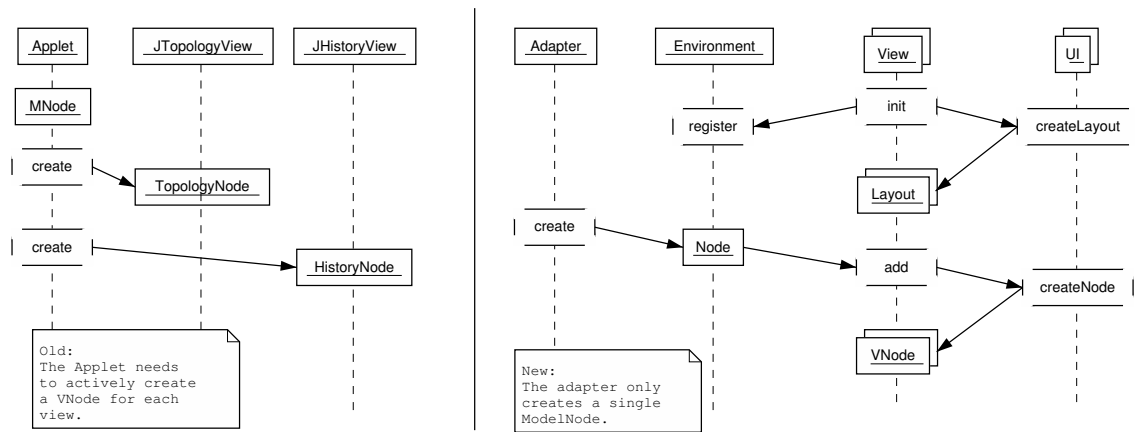 Applet
JTopologyView
JHistoryView
MNode
create
TopologyNode
create
HistoryNode
Old:
The Applet needs
to actively create
a VNode for each
view.
Adapter
Environment
View
UI
init
register
createLayout
Layout
create
Node
add
createNode
VNode
New:
The adapter only
creates a single
ModelNode.